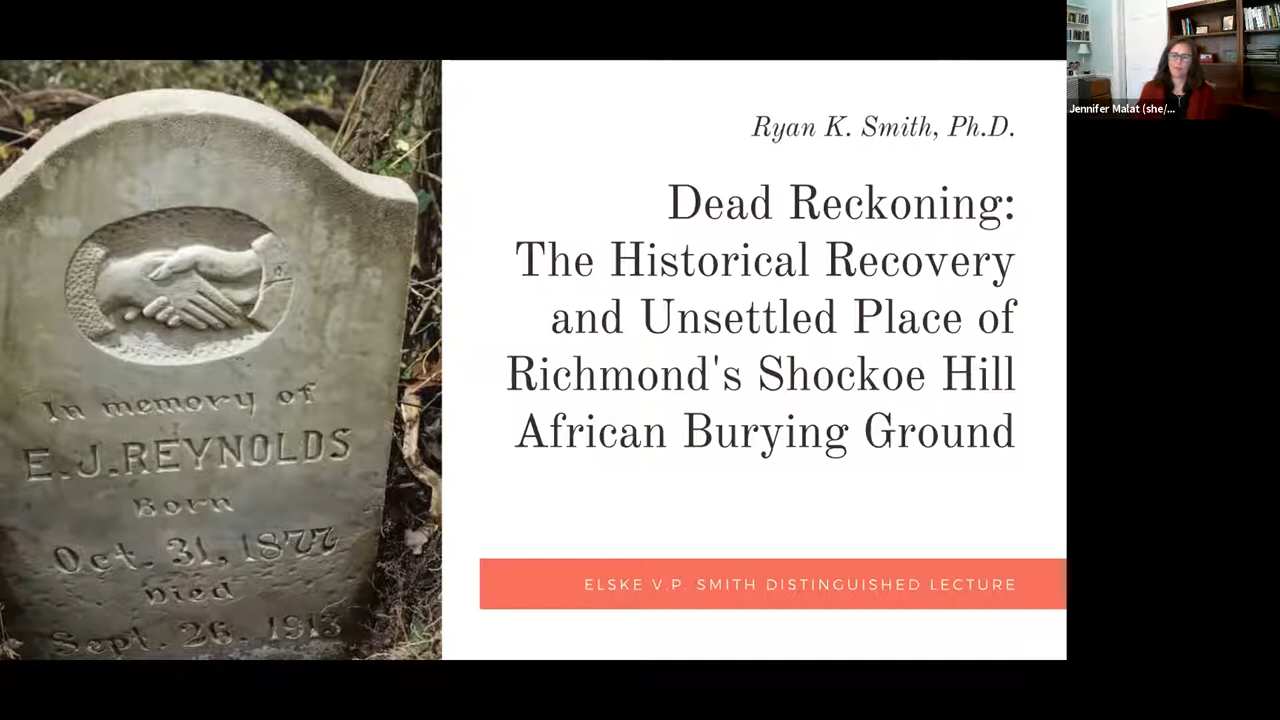 In memory of
E.J.REYNOLDS
Born
Oct. 31, 1877
Died
Sept. 26, 1913
Ryan K. Smith, Ph.D.
Dead Reckoning:
The Historical Recovery
and Unsettled Place of
Richmond's Shockoe Hill
African Burying Ground
ELSKE V.P. SMITH DISTINGUISHED LECTURE
Jennifer Malat (she/...